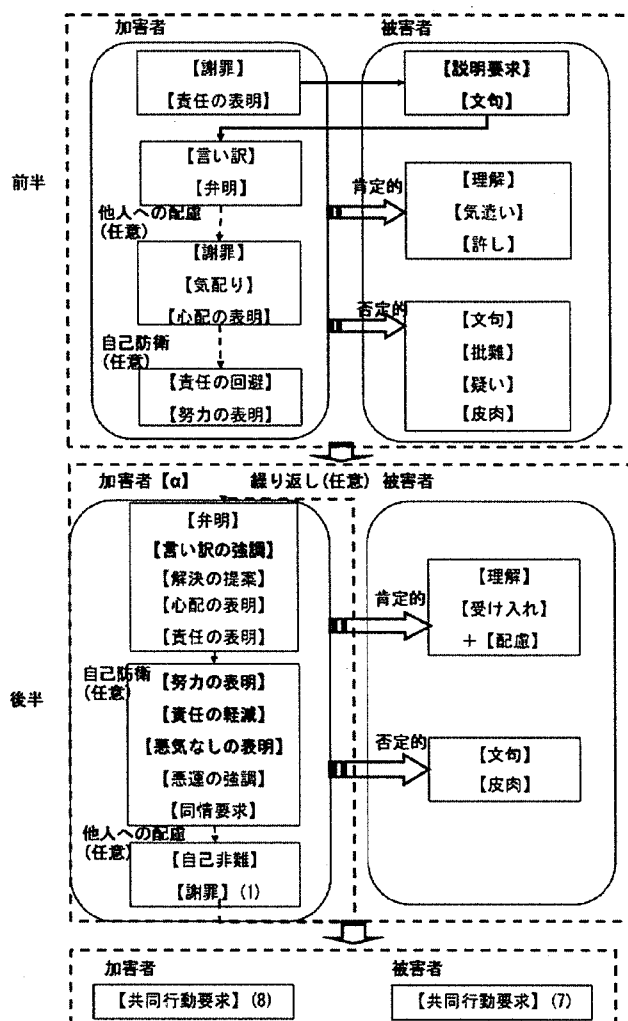 加害者
被害者
【謝罪】
【責任の表明】
【説明要求】
【文句】
前半
【言い訳】
【弁明】
肯定的
【理解】
【気遣い】
【許し】
他人への配慮
(任意)
【謝罪】
【気配り】
【心配の表明】
否定的
【文句】
【批難】
【疑い】
【皮肉】
自己防衛
(任意)
【責任の回避】
【努力の表明】
加害者【α】
繰り返し(任意)
被害者
後半
【弁明】
【言い訳の強調】
【解決の提案】
【心配の表明】
【責任の表明】
肯定的
【理解】
【受け入れ】
+【配慮】
自己防衛
(任意)
【努力の表明】
【責任の軽減】
【悪気なしの表明】
【悪運の強調】
【同情要求】
否定的
【文句】
【皮肉】
他人への配慮
(任意)
【自己非難】
【謝罪】(1)
加害者
被害者
【共同行動要求】(8)
【共同行動要求】(7)